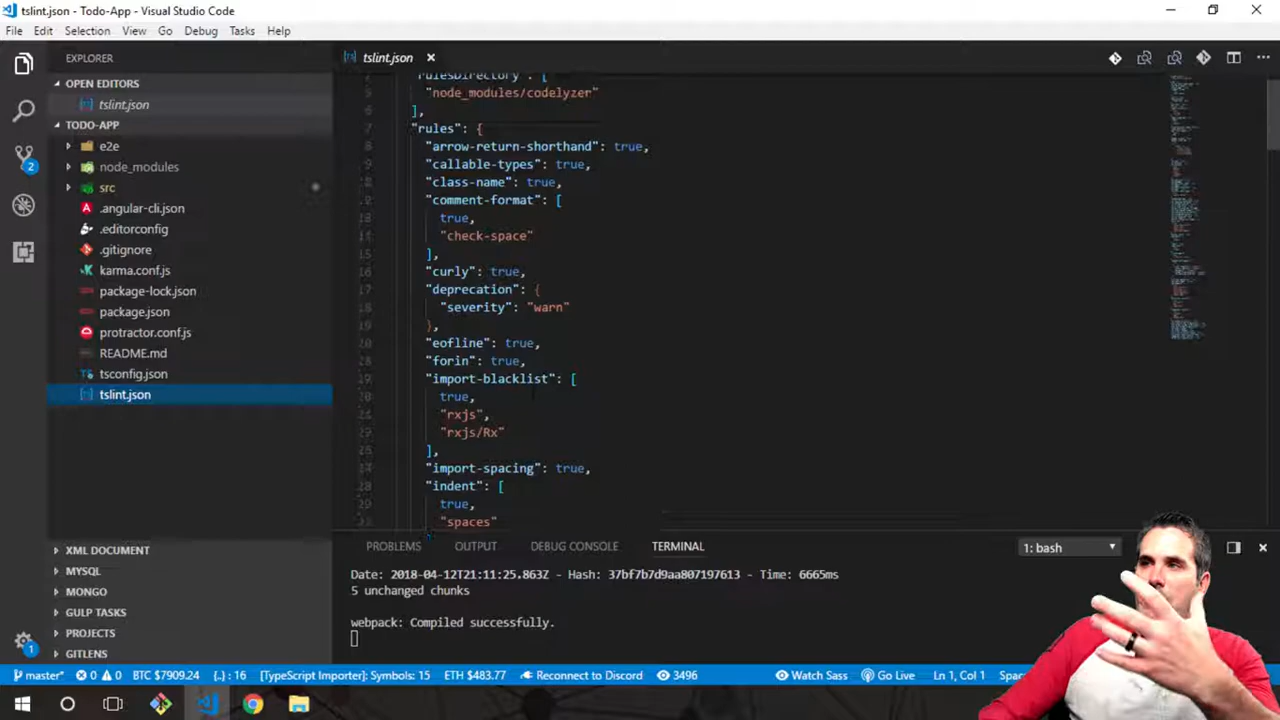 tslint.json - Todo-App - Visual Studio Code
File Edit Selection View Go Debug Tasks Help
EXPLORER
OPEN EDITORS
tslint.json
TODO-APP
e2e
node_modules
src
.angular-cli.json
.editorconfig
.gitignore
karma.conf.js
package-lock.json
package.json
protractor.conf.js
README.md
tsconfig.json
tslint.json
XML DOCUMENT
MYSQL
MONGO
GULP TASKS
PROJECTS
GITLENS
2
1
tslint.json
"rulesDirectory": [
"node_modules/codelyzer"
],
"rules": {
"arrow-return-shorthand": true,
"callable-types": true,
"class-name": true,
"comment-format": [
true,
"check-space"
],
"curly": true,
"deprecation": {
"severity": "warn"
},
"eofline": true,
"forin": true,
"import-blacklist": [
true,
"rxjs",
"rxjs/Rx"
],
"import-spacing": true,
"indent": [
true,
"spaces"
PROBLEMS OUTPUT DEBUG CONSOLE TERMINAL 1: bash
Date: 2018-04-12T21:11:25.863Z - Hash: 37bf7b7d9aa807197613 - Time: 6665ms
5 unchanged chunks
webpack: Compiled successfully.
master* 0 0 BTC $7909.24 {..} : 16 [TypeScript Importer]: Symbols: 15 ETH $483.77 Reconnect to Discord 3496 Watch Sass Go Live Ln 1, Col 1